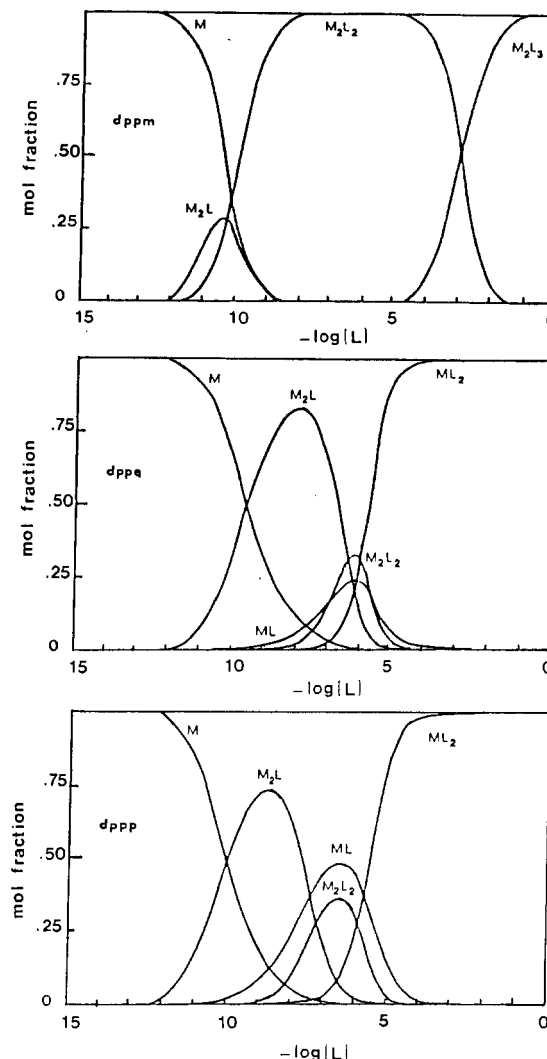 M
M2L2
M2L3
.75
dppm
.50
M2L
.25
0
15
10
5
0
mol fraction
−log[L]
M
ML2
.75
M2L
dppe
.50
M2L2
.25
ML
0
15
10
5
0
mol fraction
−log[L]
M
ML2
M2L
.75
dppp
ML
.50
M2L2
.25
0
15
10
5
0
mol fraction
−log[L]